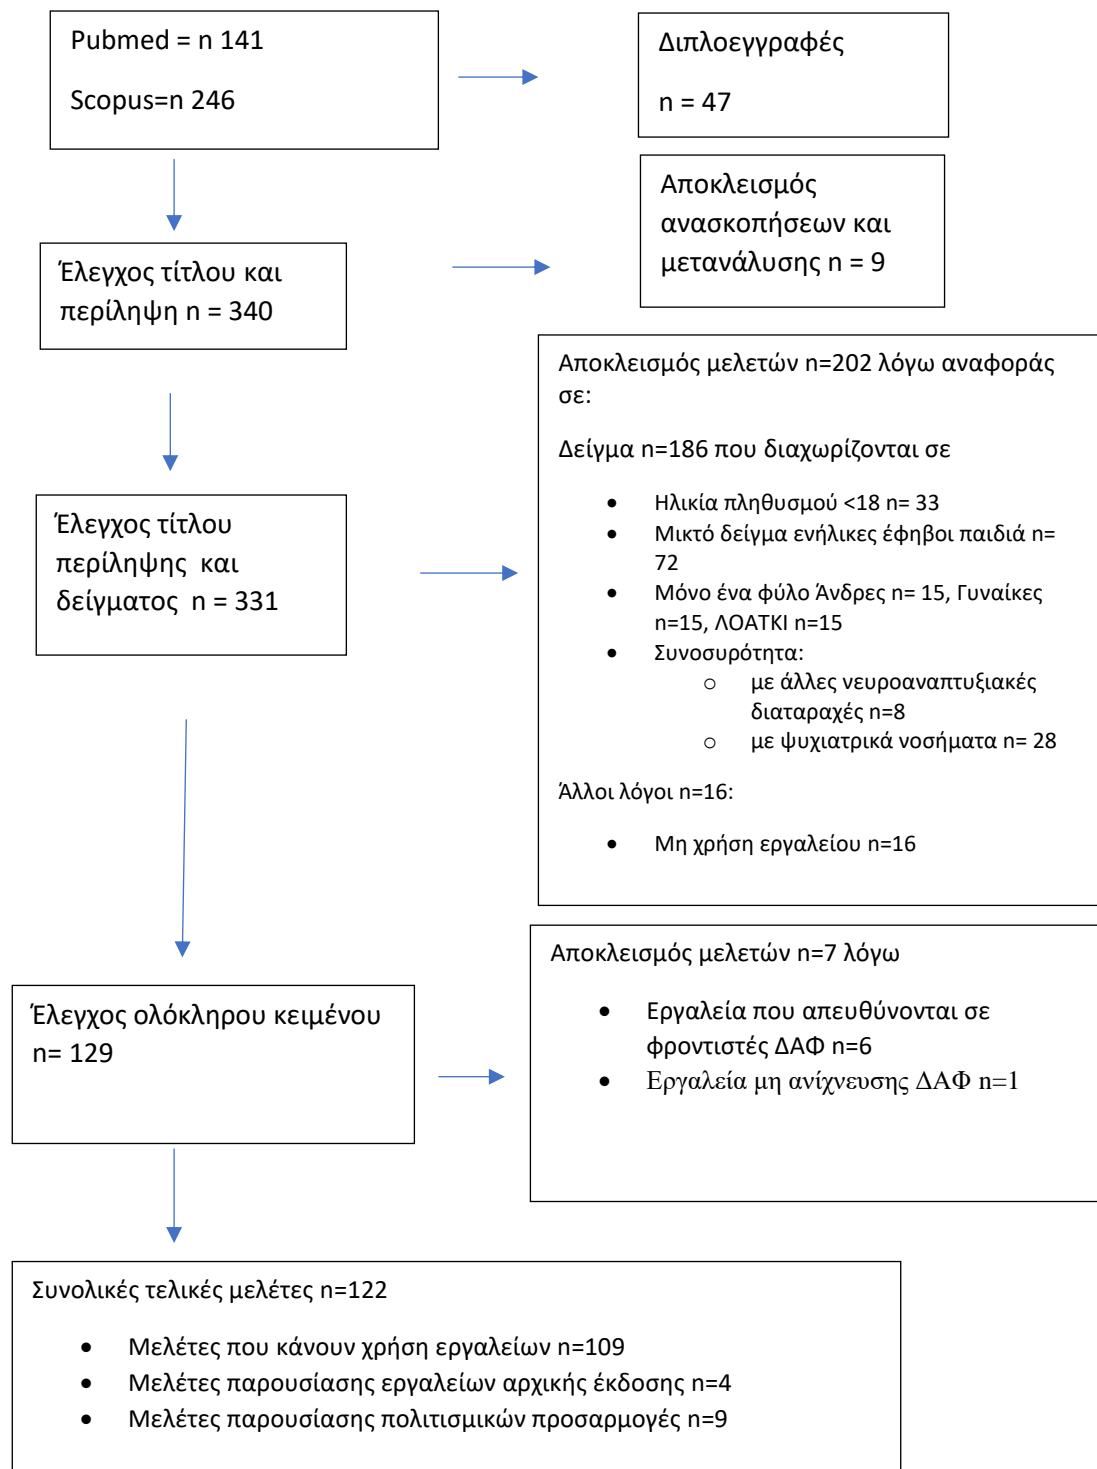 Pubmed = n 141
Scopus=n 246
Διπλοεγγραφές
n = 47
Αποκλεισμός
ανασκοπήσεων και
μετανάλυσης n = 9
Έλεγχος τίτλου και
περίληψη n = 340
Αποκλεισμός μελετών n=202 λόγω αναφοράς
σε:
Δείγμα n=186 που διαχωρίζονται σε
• Ηλικία πληθυσμού <18 n= 33
• Μικτό δείγμα ενήλικες έφηβοι παιδιά n=
72
• Μόνο ένα φύλο Άνδρες n= 15, Γυναίκες
n=15, ΛΟΑΤΚΙ n=15
• Συνοσυρότητα:
o με άλλες νευροαναπτυξιακές
διαταραχές n=8
o με ψυχιατρικά νοσήματα n= 28
Άλλοι λόγοι n=16:
• Μη χρήση εργαλείου n=16
Έλεγχος τίτλου
περίληψης και
δείγματος n = 331
Αποκλεισμός μελετών n=7 λόγω
• Εργαλεία που απευθύνονται σε
φροντιστές ΔΑΦ n=6
• Εργαλεία μη ανίχνευσης ΔΑΦ n=1
Έλεγχος ολόκληρου κειμένου
n= 129
Συνολικές τελικές μελέτες n=122
• Μελέτες που κάνουν χρήση εργαλείων n=109
• Μελέτες παρουσίασης εργαλείων αρχικής έκδοσης n=4
• Μελέτες παρουσίασης πολιτισμικών προσαρμογές n=9